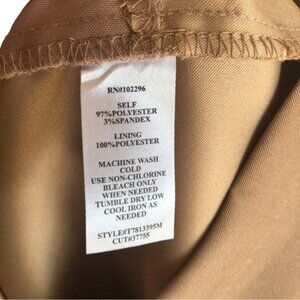 RN#102296
SELF
97%POLYESTER
3%SPANDEX
LINING
100%POLYESTER
MACHINE WASH
COLD
USE NON-CHLORINE
BLEACH ONLY
WHEN NEEDED
TUMBLE DRY LOW
COOL IRON AS
NEEDED
STYLE#T7813395M
CUT#37755